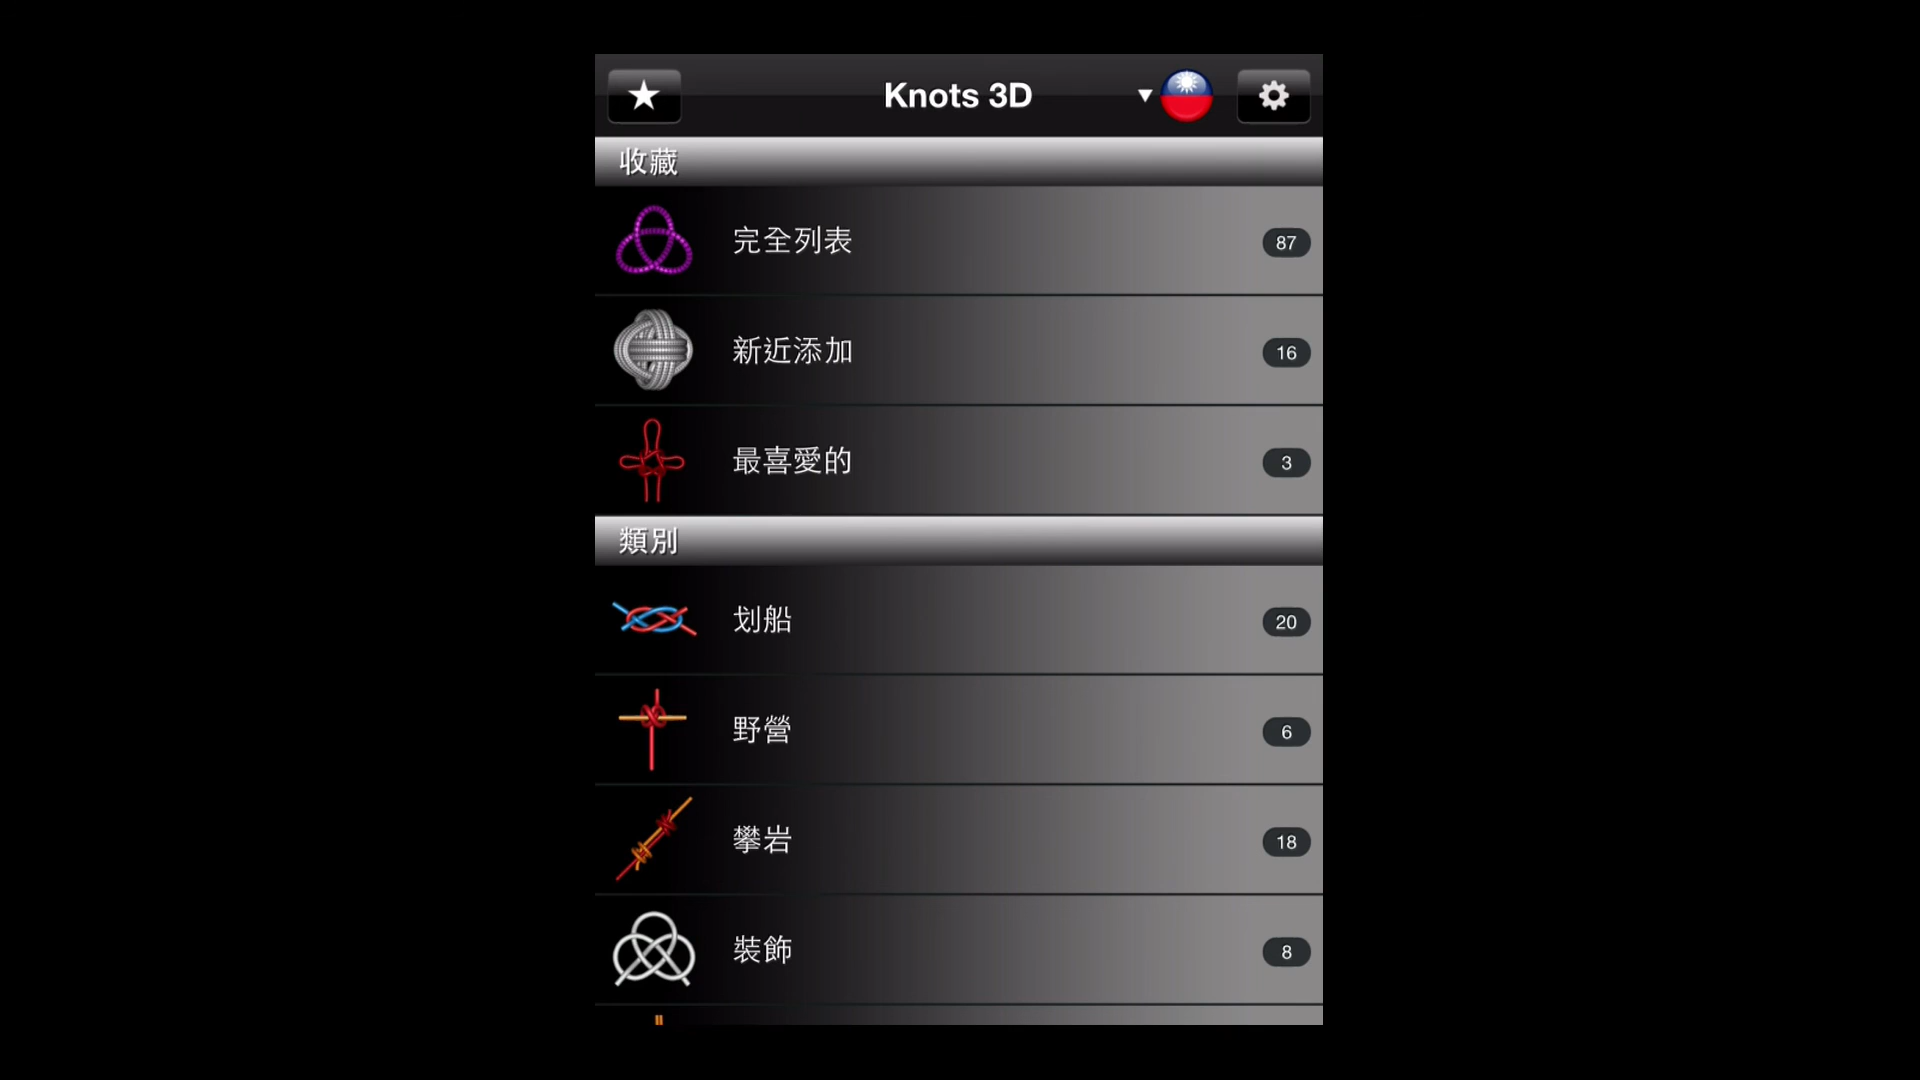 Knots 3D
收藏
完全列表 87
新近添加 16
最喜愛的 3
類別
划船 20
野營 6
攀岩 18
裝飾 8